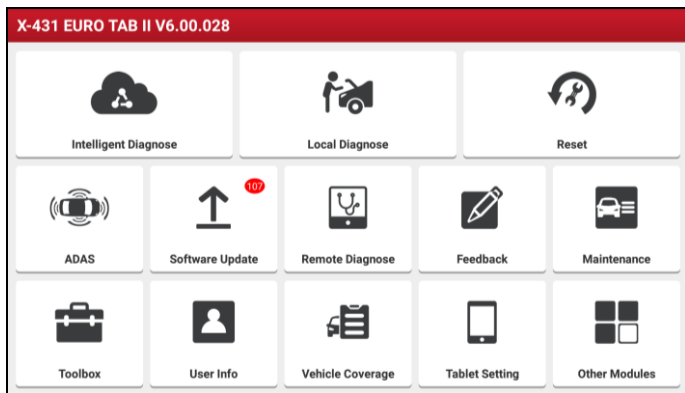 X-431 EURO TAB II V6.00.028
Intelligent Diagnose
Local Diagnose
Reset
107
ADAS
Software Update
Remote Diagnose
Feedback
Maintenance
Toolbox
User Info
Vehicle Coverage
Tablet Setting
Other Modules